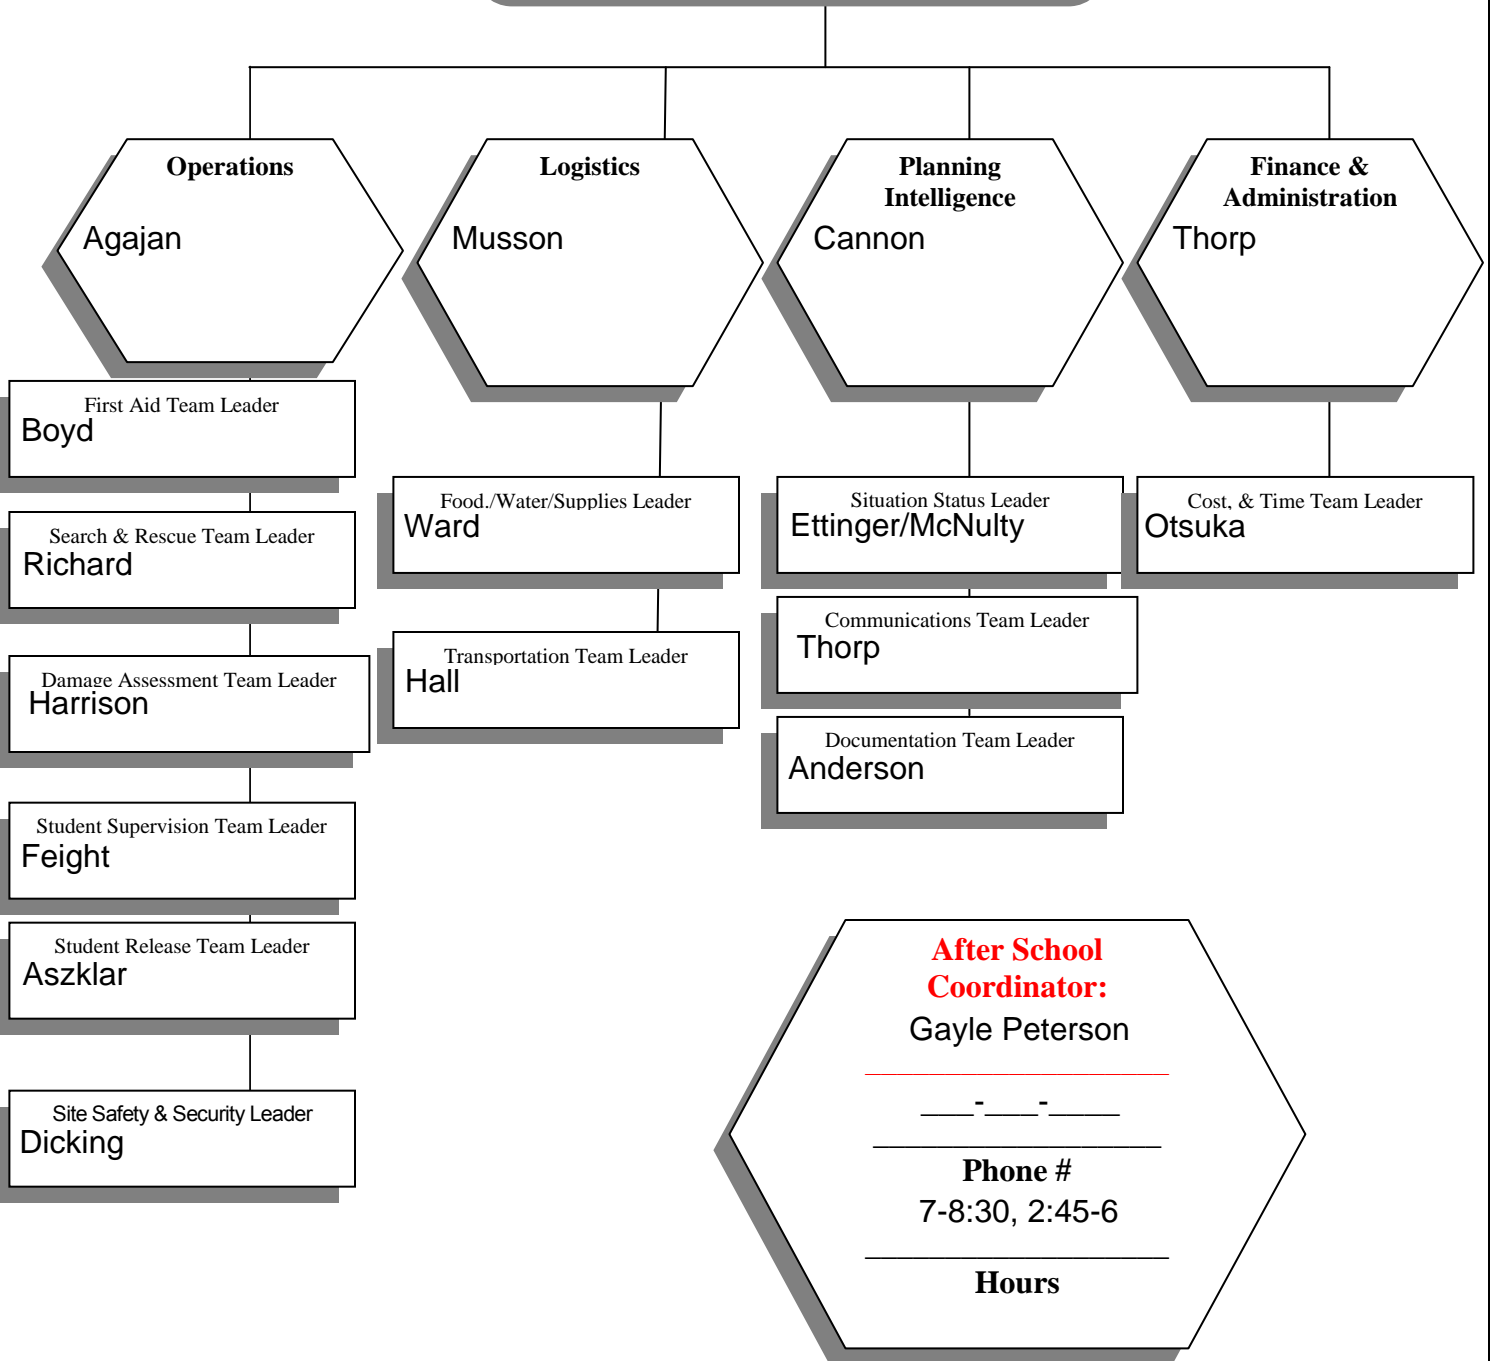 Operations
Agajan
Logistics
Musson
Planning
Intelligence
Cannon
Finance &
Administration
Thorp
First Aid Team Leader
Boyd
Search & Rescue Team Leader
Richard
Damage Assessment Team Leader
Harrison
Student Supervision Team Leader
Feight
Student Release Team Leader
Aszklar
Site Safety & Security Leader
Dicking
Food./Water/Supplies Leader
Ward
Transportation Team Leader
Hall
Situation Status Leader
Ettinger/McNulty
Communications Team Leader
Thorp
Documentation Team Leader
Anderson
Cost, & Time Team Leader
Otsuka
After School
Coordinator:
Gayle Peterson
___-___-____
Phone #
7-8:30, 2:45-6
Hours